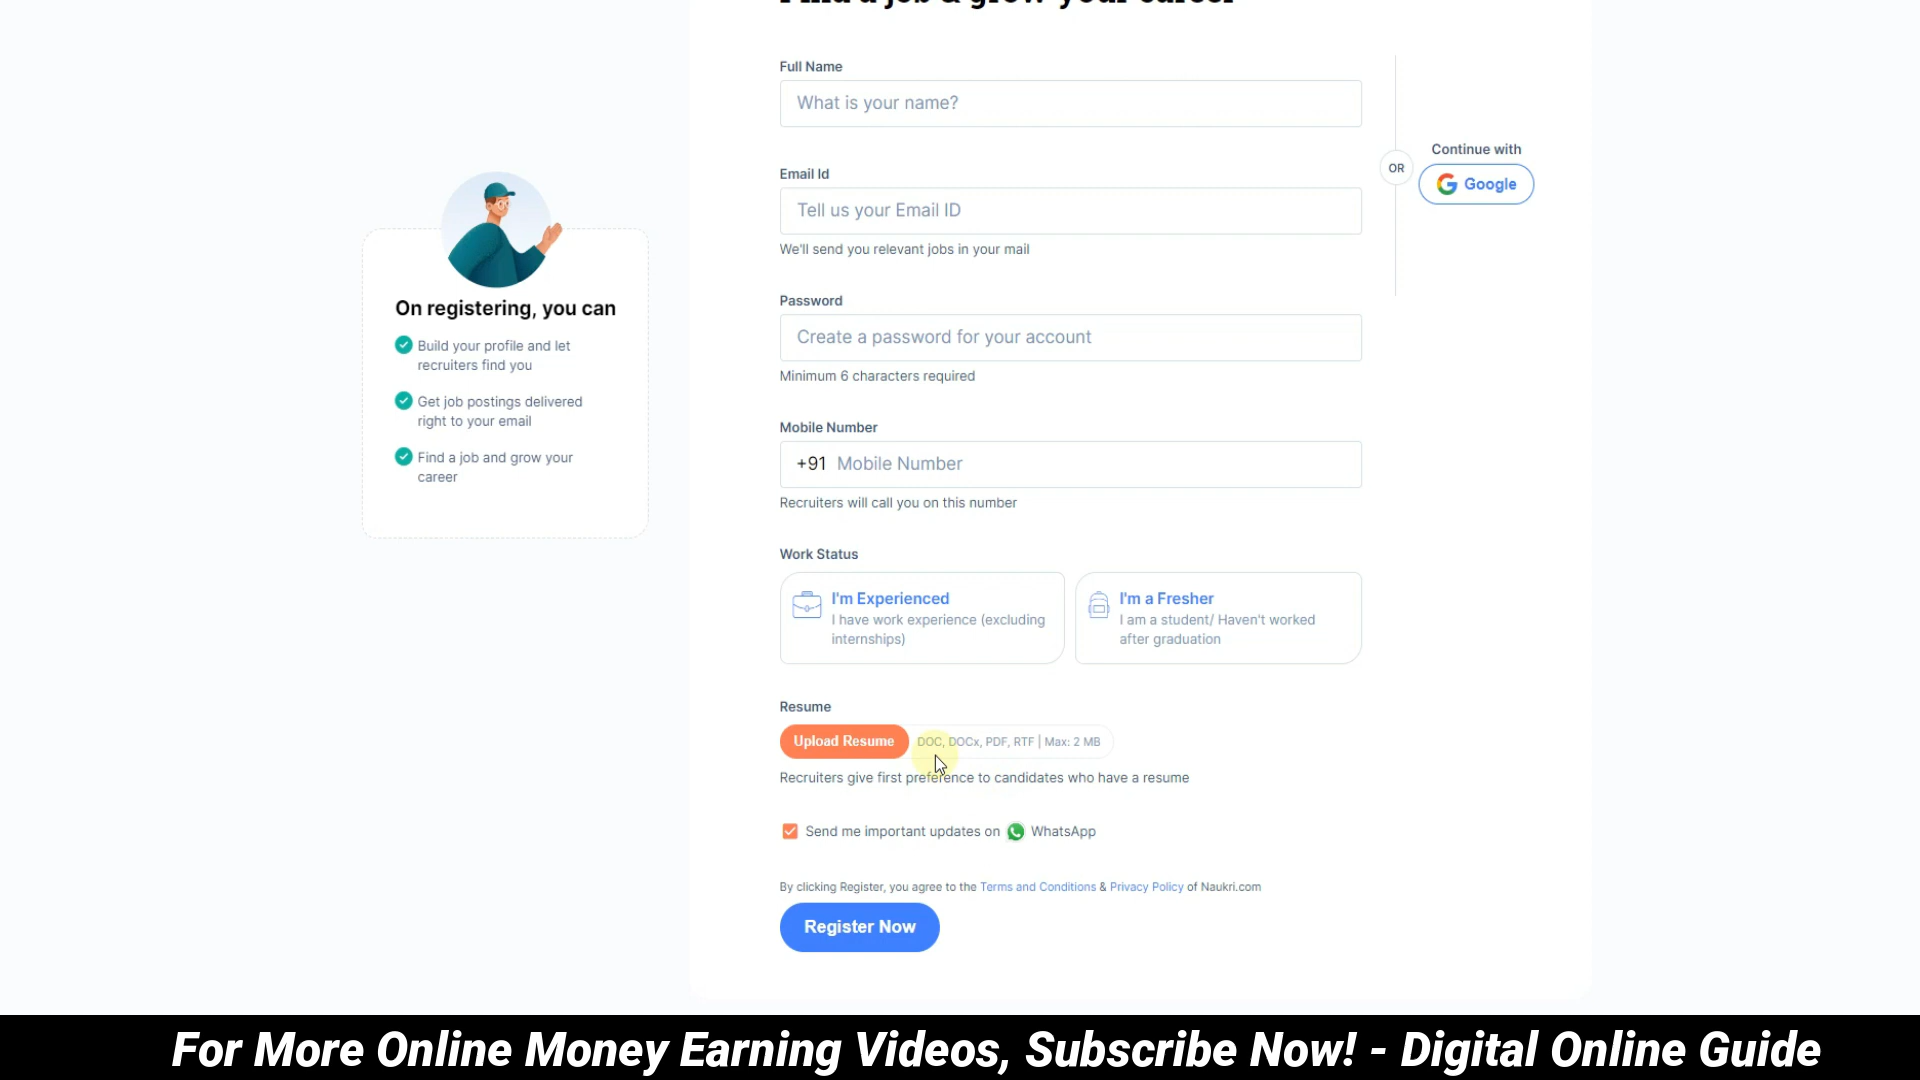 Find a job & grow your career
Full Name
What is your name?
Email Id
Tell us your Email ID
We'll send you relevant jobs in your mail
Password
Create a password for your account
Minimum 6 characters required
Mobile Number
+91 Mobile Number
Recruiters will call you on this number
Work Status
I'm Experienced
I have work experience (excluding
internships)
I'm a Fresher
I am a student/ Haven't worked
after graduation
Resume
Upload Resume DOC, DOCx, PDF, RTF | Max: 2 MB
Recruiters give first preference to candidates who have a resume
Send me important updates on WhatsApp
By clicking Register, you agree to the Terms and Conditions & Privacy Policy of Naukri.com
Register Now
OR
Continue with
Google
On registering, you can
Build your profile and let
recruiters find you
Get job postings delivered
right to your email
Find a job and grow your
career
For More Online Money Earning Videos, Subscribe Now! - Digital Online Guide